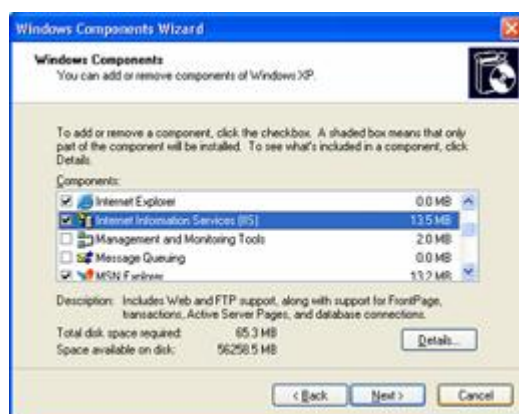 Windows Components Wizard
Windows Components
You can add or remove components of Windows XP.
To add or remove a component, click the checkbox. A shaded box means that only
part of the component will be installed. To see what's included in a component, click
Details.
Components:
Internet Explorer 0.0 MB
Internet Information Services (IIS) 13.5 MB
Management and Monitoring Tools 2.0 MB
Message Queuing 0.0 MB
MSN Explorer 13.2 MB
Description: Includes Web and FTP support, along with support for FrontPage,
transactions, Active Server Pages, and database connections.
Total disk space required: 65.3 MB
Space available on disk: 56258.5 MB
Details...
< Back
Next >
Cancel